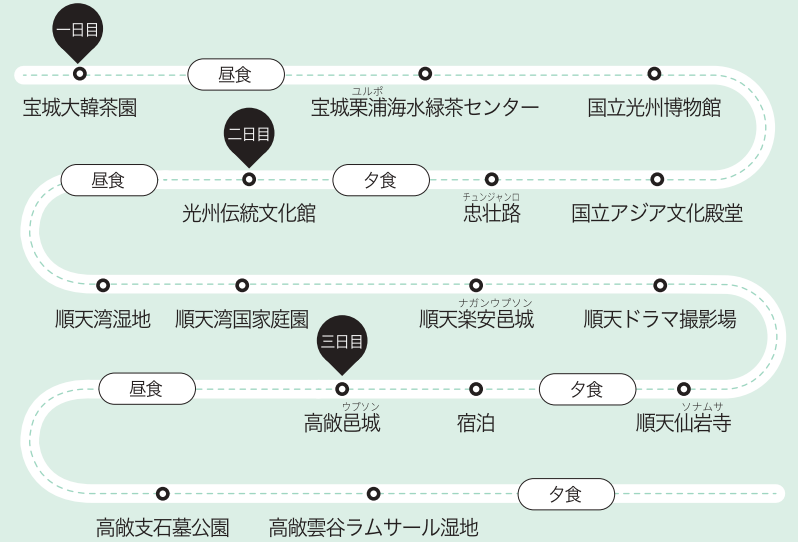 一日目
昼食
宝城大韓茶園
ユルポ
宝城栗浦海水緑茶センター
国立光州博物館
二日目
昼食
夕食
光州伝統文化館
チュンジャンロ
忠壮路
国立アジア文化殿堂
順天湾湿地
順天湾国家庭園
ナガンウプソン
順天楽安邑城
順天ドラマ撮影場
三日目
昼食
夕食
ウプソン
高敞邑城
宿泊
ソナムサ
順天仙岩寺
夕食
高敞支石墓公園
高敞雲谷ラムサール湿地